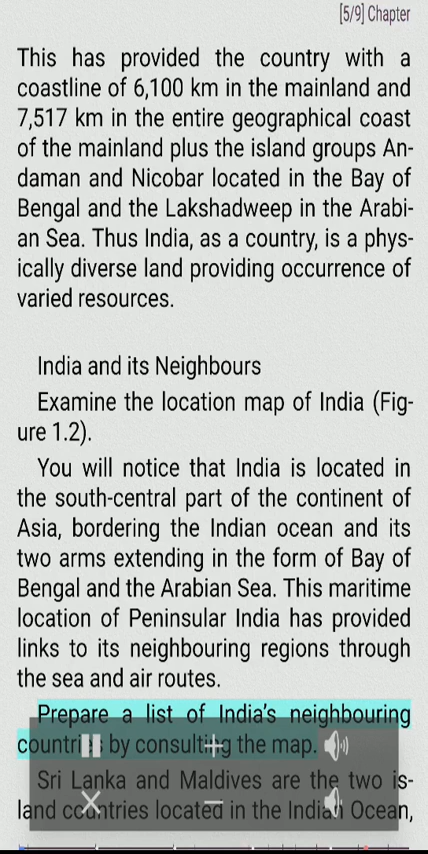 [5/9] Chapter
This has provided the country with a
coastline of 6,100 km in the mainland and
7,517 km in the entire geographical coast
of the mainland plus the island groups An-
daman and Nicobar located in the Bay of
Bengal and the Lakshadweep in the Arabi-
an Sea. Thus India, as a country, is a phys-
ically diverse land providing occurrence of
varied resources.
India and its Neighbours
Examine the location map of India (Fig-
ure 1.2).
You will notice that India is located in
the south-central part of the continent of
Asia, bordering the Indian ocean and its
two arms extending in the form of Bay of
Bengal and the Arabian Sea. This maritime
location of Peninsular India has provided
links to its neighbouring regions through
the sea and air routes.
Prepare a list of India's neighbouring
countries by consulting the map.
Sri Lanka and Maldives are the two is-
land countries located in the Indian Ocean,